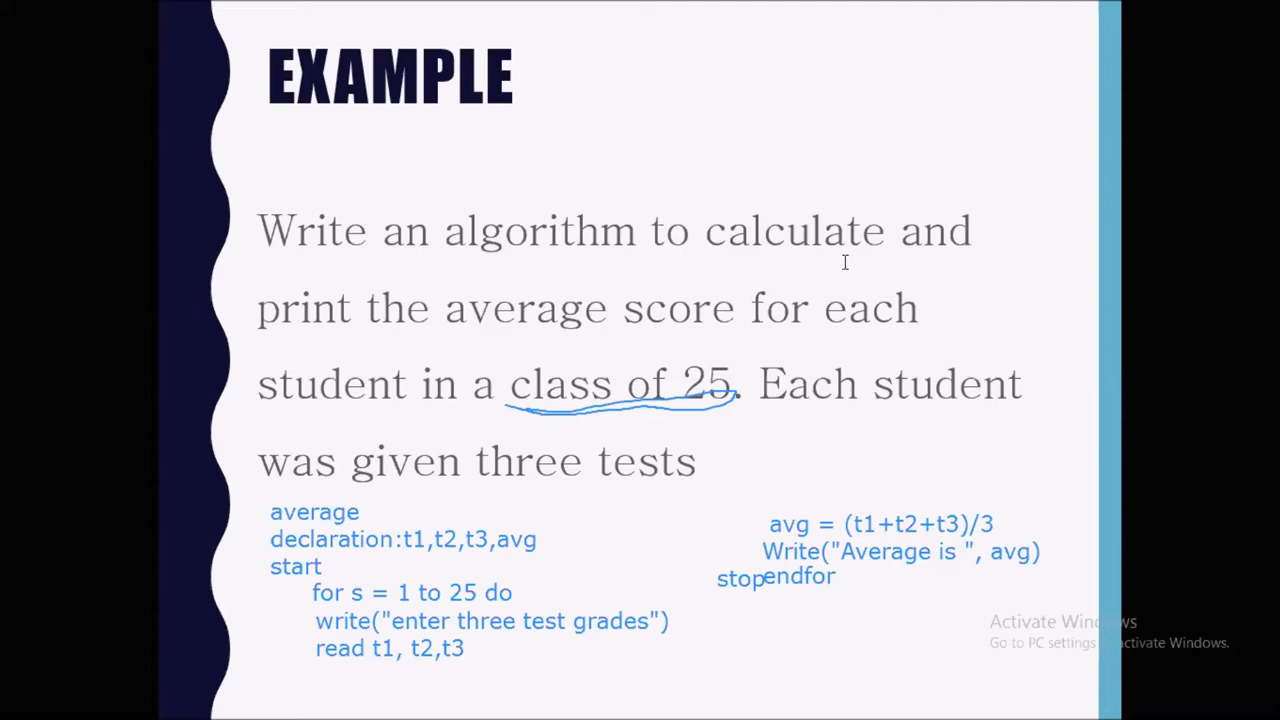 EXAMPLE
Write an algorithm to calculate and
print the average score for each
student in a class of 25. Each student
was given three tests
average
declaration:t1,t2,t3,avg
start
for s = 1 to 25 do
write("enter three test grades")
read t1, t2,t3
avg = (t1+t2+t3)/3
Write("Average is ", avg)
endfor
stop
Activate Windows
Go to PC settings activate Windows.